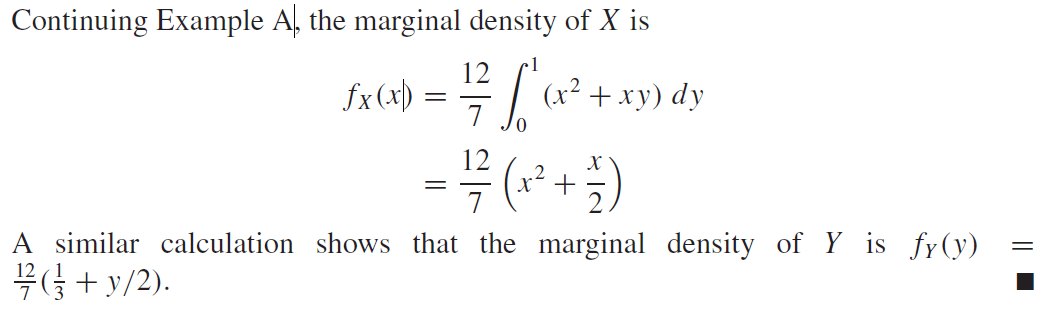 Continuing Example A, the marginal density of X is
f_X(x) = \frac{12}{7} \int_0^1 (x^2 + xy) dy
= \frac{12}{7} \left( x^2 + \frac{x}{2} \right)
A similar calculation shows that the marginal density of Y is f_Y(y) =
\frac{12}{7}(\frac{1}{3} + y/2). ■